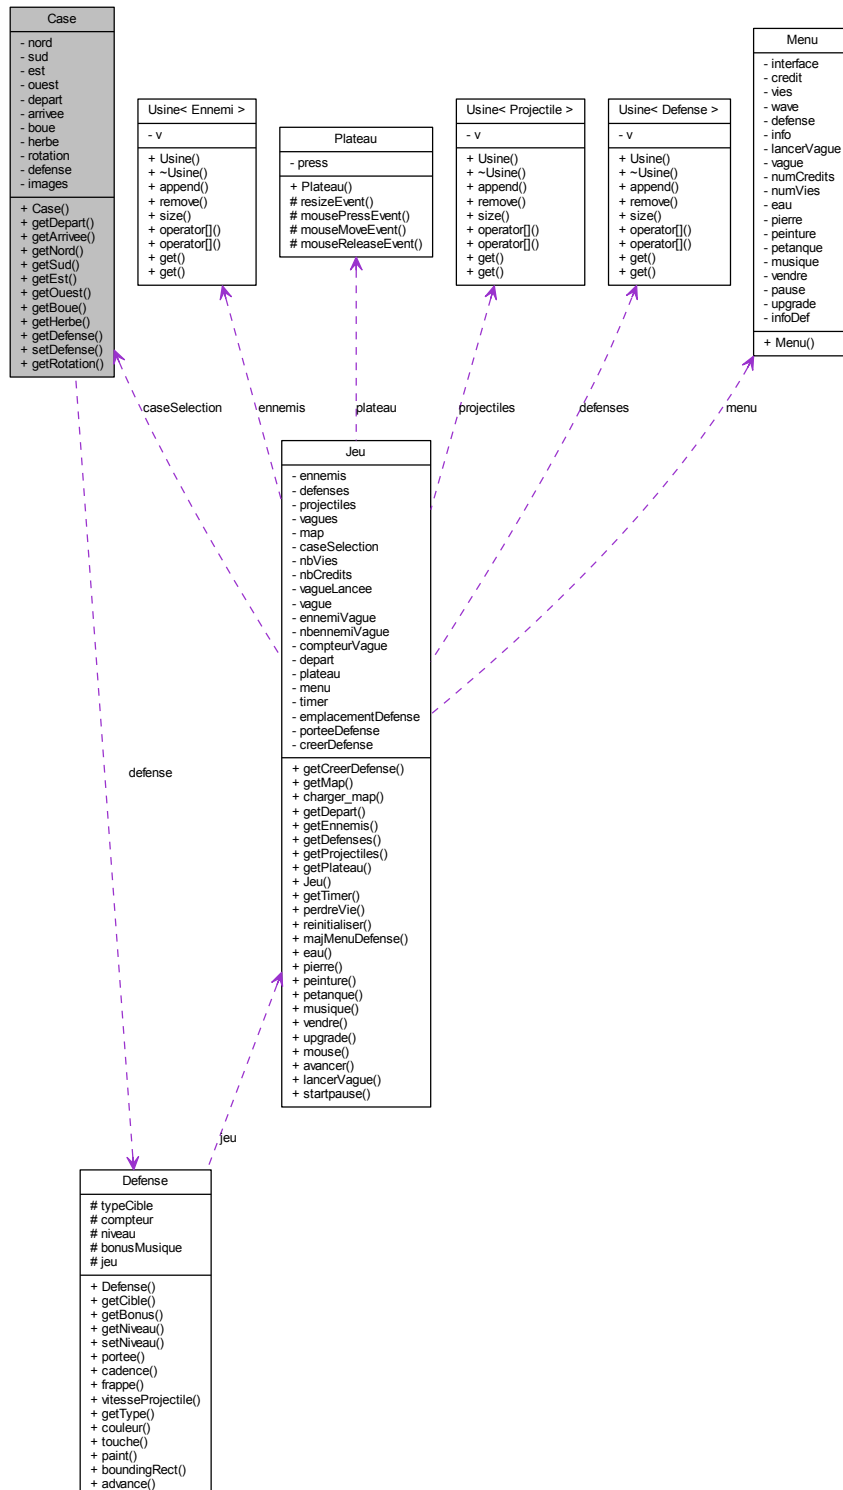 Case
- nord
- sud
- est
- ouest
- depart
- arrivee
- boue
- herbe
- rotation
- defense
- images
+ Case()
+ getDepart()
+ getArrivee()
+ getNord()
+ getSud()
+ getEst()
+ getOuest()
+ getBoue()
+ getHerbe()
+ getDefense()
+ setDefense()
+ getRotation()
Usine< Ennemi >
- v
+ Usine()
+ ~Usine()
+ append()
+ remove()
+ size()
+ operator[]()
+ operator[]()
+ get()
+ get()
Plateau
- press
+ Plateau()
# resizeEvent()
# mousePressEvent()
# mouseMoveEvent()
# mouseReleaseEvent()
Usine< Projectile >
- v
+ Usine()
+ ~Usine()
+ append()
+ remove()
+ size()
+ operator[]()
+ operator[]()
+ get()
+ get()
Usine< Defense >
- v
+ Usine()
+ ~Usine()
+ append()
+ remove()
+ size()
+ operator[]()
+ operator[]()
+ get()
+ get()
Menu
- interface
- credit
- vies
- wave
- defense
- info
- lancerVague
- vague
- numCredits
- numVies
- eau
- pierre
- peinture
- petanque
- musique
- vendre
- pause
- upgrade
- infoDef
+ Menu()
caseSelection
ennemis
plateau
projectiles
defenses
menu
Jeu
- ennemis
- defenses
- projectiles
- vagues
- map
- caseSelection
- nbVies
- nbCredits
- vagueLancee
- vague
- ennemiVague
- nbennemiVague
- compteurVague
- depart
- plateau
- menu
- timer
- emplacementDefense
- porteeDefense
- creerDefense
+ getCreerDefense()
+ getMap()
+ charger_map()
+ getDepart()
+ getEnnemis()
+ getDefenses()
+ getProjectiles()
+ getPlateau()
+ Jeu()
+ getTimer()
+ perdreVie()
+ reinitialiser()
+ majMenuDefense()
+ eau()
+ pierre()
+ peinture()
+ petanque()
+ musique()
+ vendre()
+ upgrade()
+ mouse()
+ avancer()
+ lancerVague()
+ startpause()
defense
jeu
Defense
# typeCible
# compteur
# niveau
# bonusMusique
# jeu
+ Defense()
+ getCible()
+ getBonus()
+ getNiveau()
+ setNiveau()
+ portee()
+ cadence()
+ frappe()
+ vitesseProjectile()
+ getType()
+ couleur()
+ touche()
+ paint()
+ boundingRect()
+ advance()